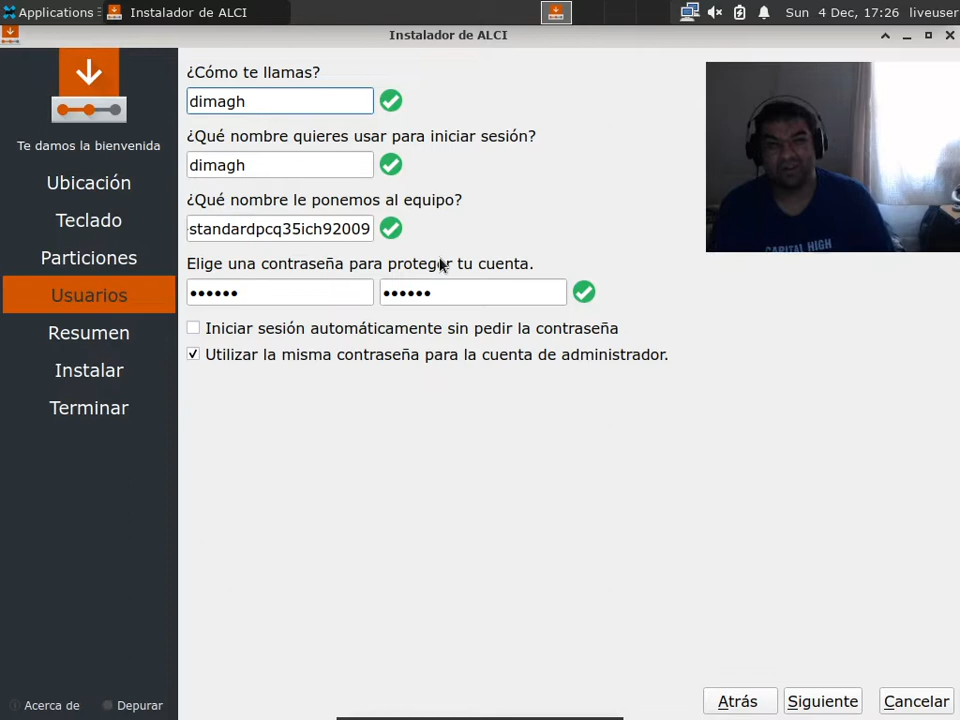 Applications
Instalador de ALCI
Sun 4 Dec, 17:26
liveuser
Instalador de ALCI
Te damos la bienvenida
Ubicación
Teclado
Particiones
Usuarios
Resumen
Instalar
Terminar
Acerca de
Depurar
¿Cómo te llamas?
dimagh
¿Qué nombre quieres usar para iniciar sesión?
dimagh
¿Qué nombre le ponemos al equipo?
standardpcq35ich92009
Elige una contraseña para proteger tu cuenta.
●●●●●● ●●●●●●
Iniciar sesión automáticamente sin pedir la contraseña
Utilizar la misma contraseña para la cuenta de administrador.
CAPITAL HIGH
Atrás
Siguiente
Cancelar